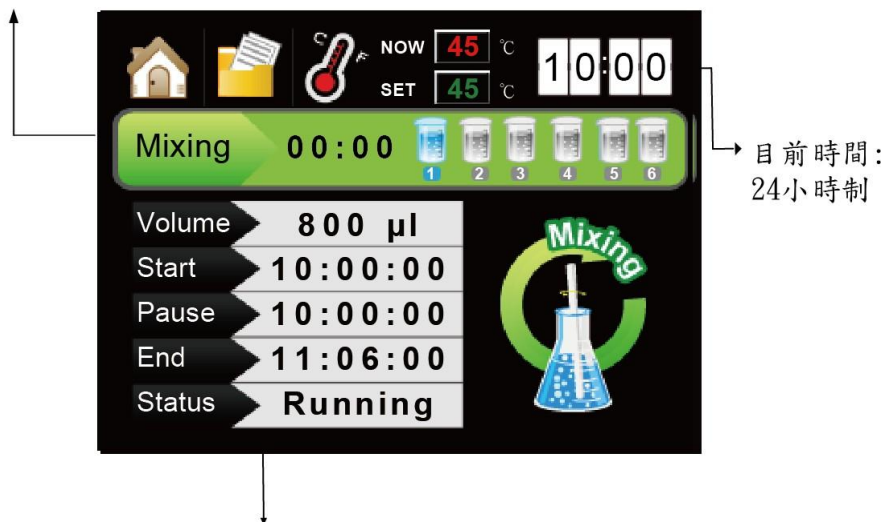 NOW 45 ℃
SET 45 ℃
10:00
Mixing 00:00
1 2 3 4 5 6
目前時間:
24小時制
Volume 800 µl
Start 10:00:00
Pause 10:00:00
End 11:06:00
Status Running
Mixing
C
F